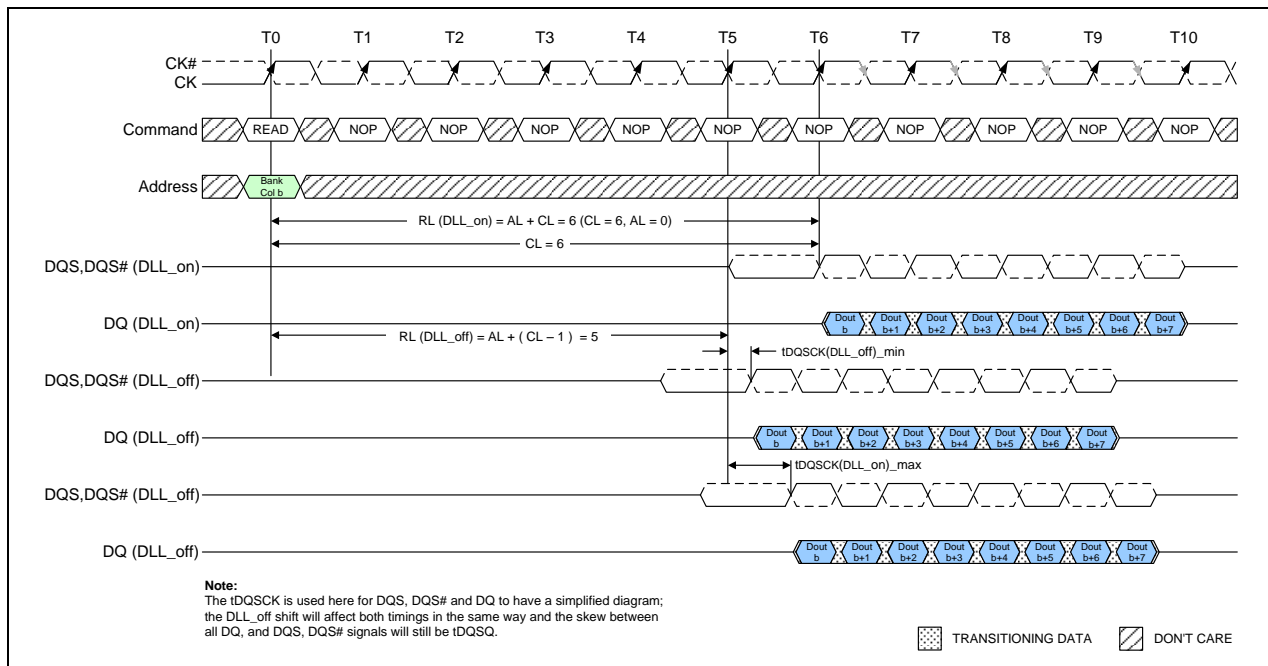 T0 T1 T2 T3 T4 T5 T6 T7 T8 T9 T10
CK#
CK
Command READ NOP NOP NOP NOP NOP NOP NOP NOP NOP NOP
Address Bank
Col b
RL (DLL_on) = AL + CL = 6 (CL = 6, AL = 0)
CL = 6
DQS,DQS# (DLL_on)
DQ (DLL_on) Dout b Dout b+1 Dout b+2 Dout b+3 Dout b+4 Dout b+5 Dout b+6 Dout b+7
RL (DLL_off) = AL + ( CL – 1 ) = 5
tDQSCK(DLL_off)_min
DQS,DQS# (DLL_off)
DQ (DLL_off) Dout b Dout b+1 Dout b+2 Dout b+3 Dout b+4 Dout b+5 Dout b+6 Dout b+7
tDQSCK(DLL_on)_max
DQS,DQS# (DLL_off)
DQ (DLL_off) Dout b Dout b+1 Dout b+2 Dout b+3 Dout b+4 Dout b+5 Dout b+6 Dout b+7
Note:
The tDQSCK is used here for DQS, DQS# and DQ to have a simplified diagram;
the DLL_off shift will affect both timings in the same way and the skew between
all DQ, and DQS, DQS# signals will still be tDQSQ.
TRANSITIONING DATA DON'T CARE